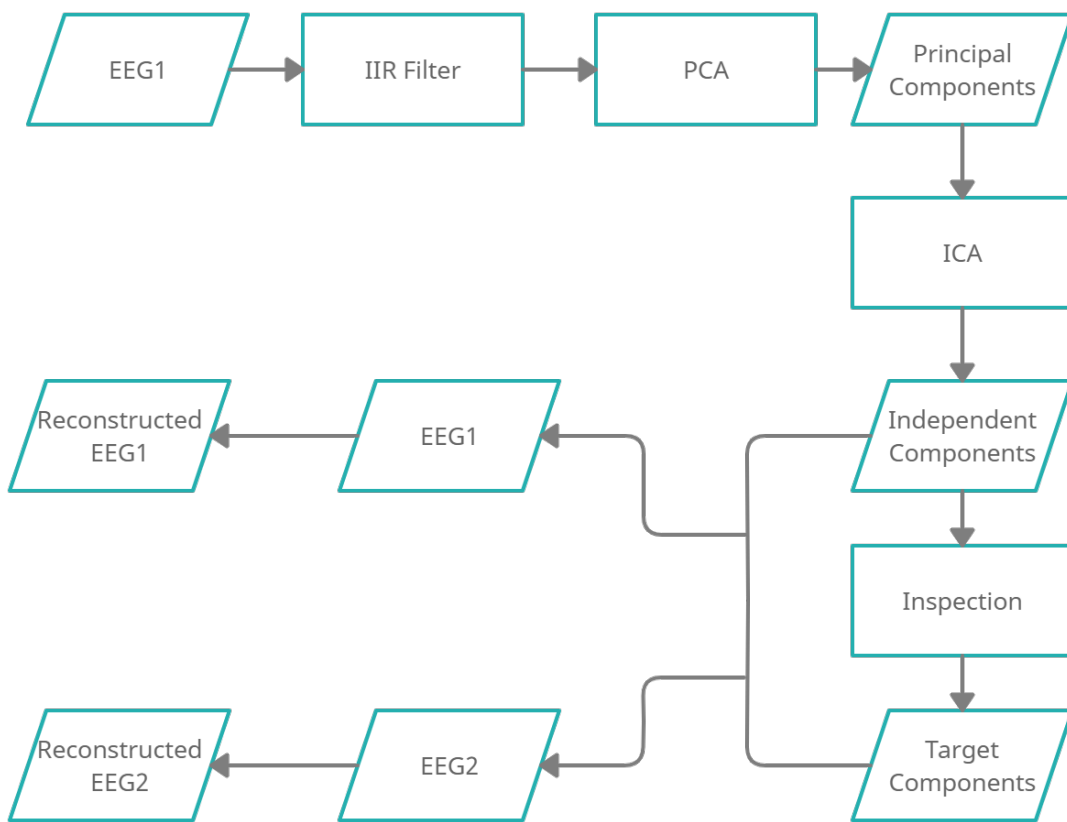 EEG1
IIR Filter
PCA
Principal
Components
ICA
Reconstructed
EEG1
EEG1
Independent
Components
Inspection
Reconstructed
EEG2
EEG2
Target
Components